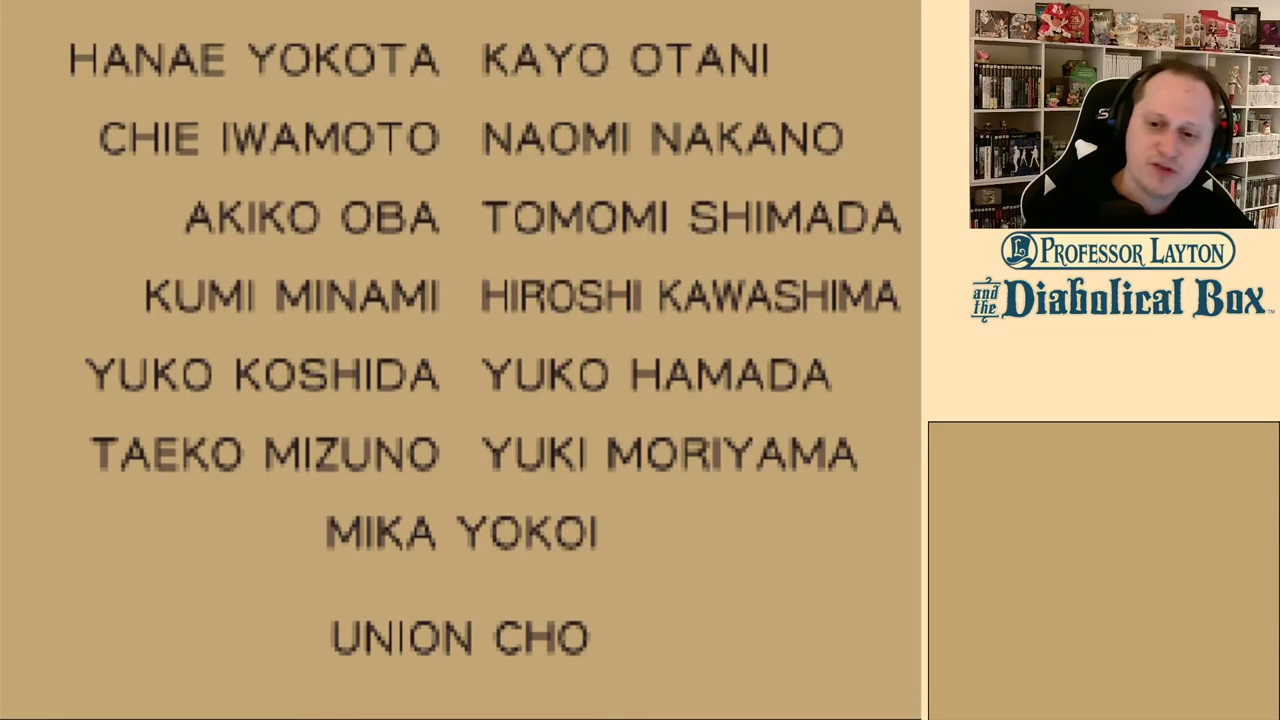 HANAE YOKOTA KAYO OTANI
CHIE IWAMOTO NAOMI NAKANO
AKIKO OBA TOMOMI SHIMADA
KUMI MINAMI HIROSHI KAWASHIMA
YUKO KOSHIDA YUKO HAMADA
TAEKO MIZUNO YUKI MORIYAMA
MIKA YOKOI
UNION CHO
L PROFESSOR LAYTON
and the Diabolical Box™